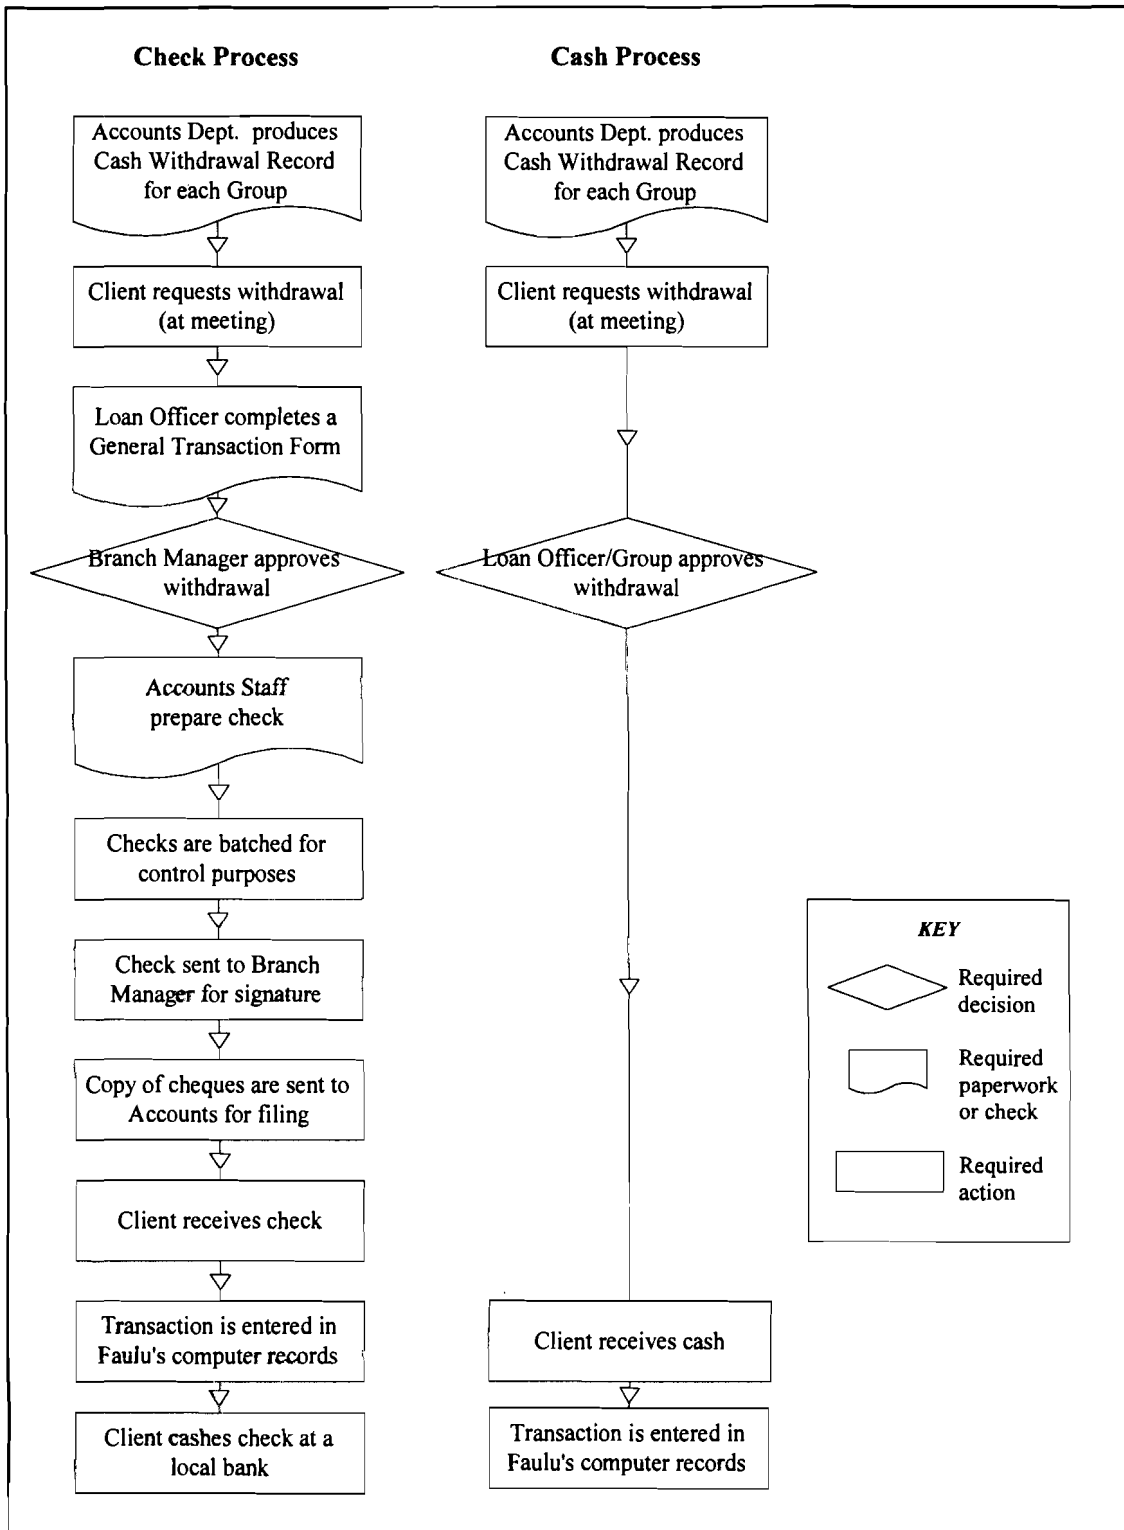 Check Process
Accounts Dept. produces
Cash Withdrawal Record
for each Group
Client requests withdrawal
(at meeting)
Loan Officer completes a
General Transaction Form
Branch Manager approves
withdrawal
Accounts Staff
prepare check
Checks are batched for
control purposes
Check sent to Branch
Manager for signature
Copy of cheques are sent to
Accounts for filing
Client receives check
Transaction is entered in
Faulu's computer records
Client cashes check at a
local bank
Cash Process
Accounts Dept. produces
Cash Withdrawal Record
for each Group
Client requests withdrawal
(at meeting)
Loan Officer/Group approves
withdrawal
Client receives cash
Transaction is entered in
Faulu's computer records
KEY
Required
decision
Required
paperwork
or check
Required
action